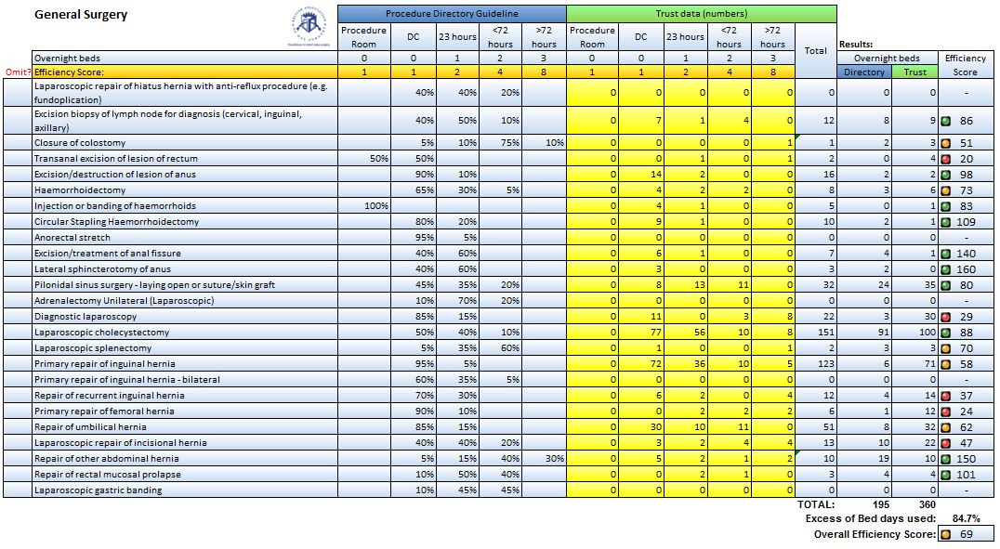 General Surgery
Procedure Directory Guideline Trust data (numbers)
Procedure Room DC 23 hours <72 hours >72 hours Procedure Room DC 23 hours <72 hours >72 hours Total Results:
Overnight beds 0 0 1 2 3 0 0 1 2 3 Overnight beds Efficiency Score
Omit? Efficiency Score: 1 1 2 4 8 1 1 2 4 8 Directory Trust
Laparoscopic repair of hiatus hernia with anti-reflux procedure (e.g.
fundoplication) 40% 40% 20% 0 0 0 0 0 0 0 0 -
Excision biopsy of lymph node for diagnosis (cervical, inguinal,
axillary) 40% 50% 10% 0 7 1 4 0 12 8 9 86
Closure of colostomy 5% 10% 75% 10% 0 0 0 0 1 1 2 3 51
Transanal excision of lesion of rectum 50% 50% 0 0 1 0 1 2 0 4 20
Excision/destruction of lesion of anus 90% 10% 0 14 2 0 0 16 2 2 98
Haemorrhoidectomy 65% 30% 5% 0 4 2 2 0 8 3 6 73
Injection or banding of haemorrhoids 100% 0 4 1 0 0 5 0 1 83
Circular Stapling Haemorrhoidectomy 80% 20% 0 9 1 0 0 10 2 1 109
Anorectal stretch 95% 5% 0 0 0 0 0 0 0 0 -
Excision/treatment of anal fissure 40% 60% 0 6 1 0 0 7 4 1 140
Lateral sphincterotomy of anus 40% 60% 0 3 0 0 0 3 2 0 160
Pilonidal sinus surgery - laying open or suture/skin graft 45% 35% 20% 0 8 13 11 0 32 24 35 80
Adrenalectomy Unilateral (Laparoscopic) 10% 70% 20% 0 0 0 0 0 0 0 0 -
Diagnostic laparoscopy 85% 15% 0 11 0 3 8 22 3 30 29
Laparoscopic cholecystectomy 50% 40% 10% 0 77 56 10 8 151 91 100 88
Laparoscopic splenectomy 5% 35% 60% 0 1 0 1 0 2 3 3 70
Primary repair of inguinal hernia 95% 5% 0 72 36 10 5 123 6 71 58
Primary repair of inguinal hernia - bilateral 60% 35% 5% 0 0 0 0 0 0 0 0 -
Repair of recurrent inguinal hernia 70% 30% 0 6 2 0 4 12 4 14 37
Primary repair of femoral hernia 90% 10% 0 0 2 2 2 6 1 12 24
Repair of umbilical hernia 85% 15% 0 30 10 11 0 51 8 32 62
Laparoscopic repair of incisional hernia 40% 40% 20% 0 3 2 4 4 13 10 22 47
Repair of other abdominal hernia 5% 15% 40% 30% 0 5 2 1 2 10 19 10 150
Repair of rectal mucosal prolapse 10% 50% 40% 0 0 2 1 0 3 4 4 101
Laparoscopic gastric banding 10% 45% 45% 0 0 0 0 0 0 0 0 -
TOTAL: 195 360
Excess of Bed days used: 84.7%
Overall Efficiency Score: 69